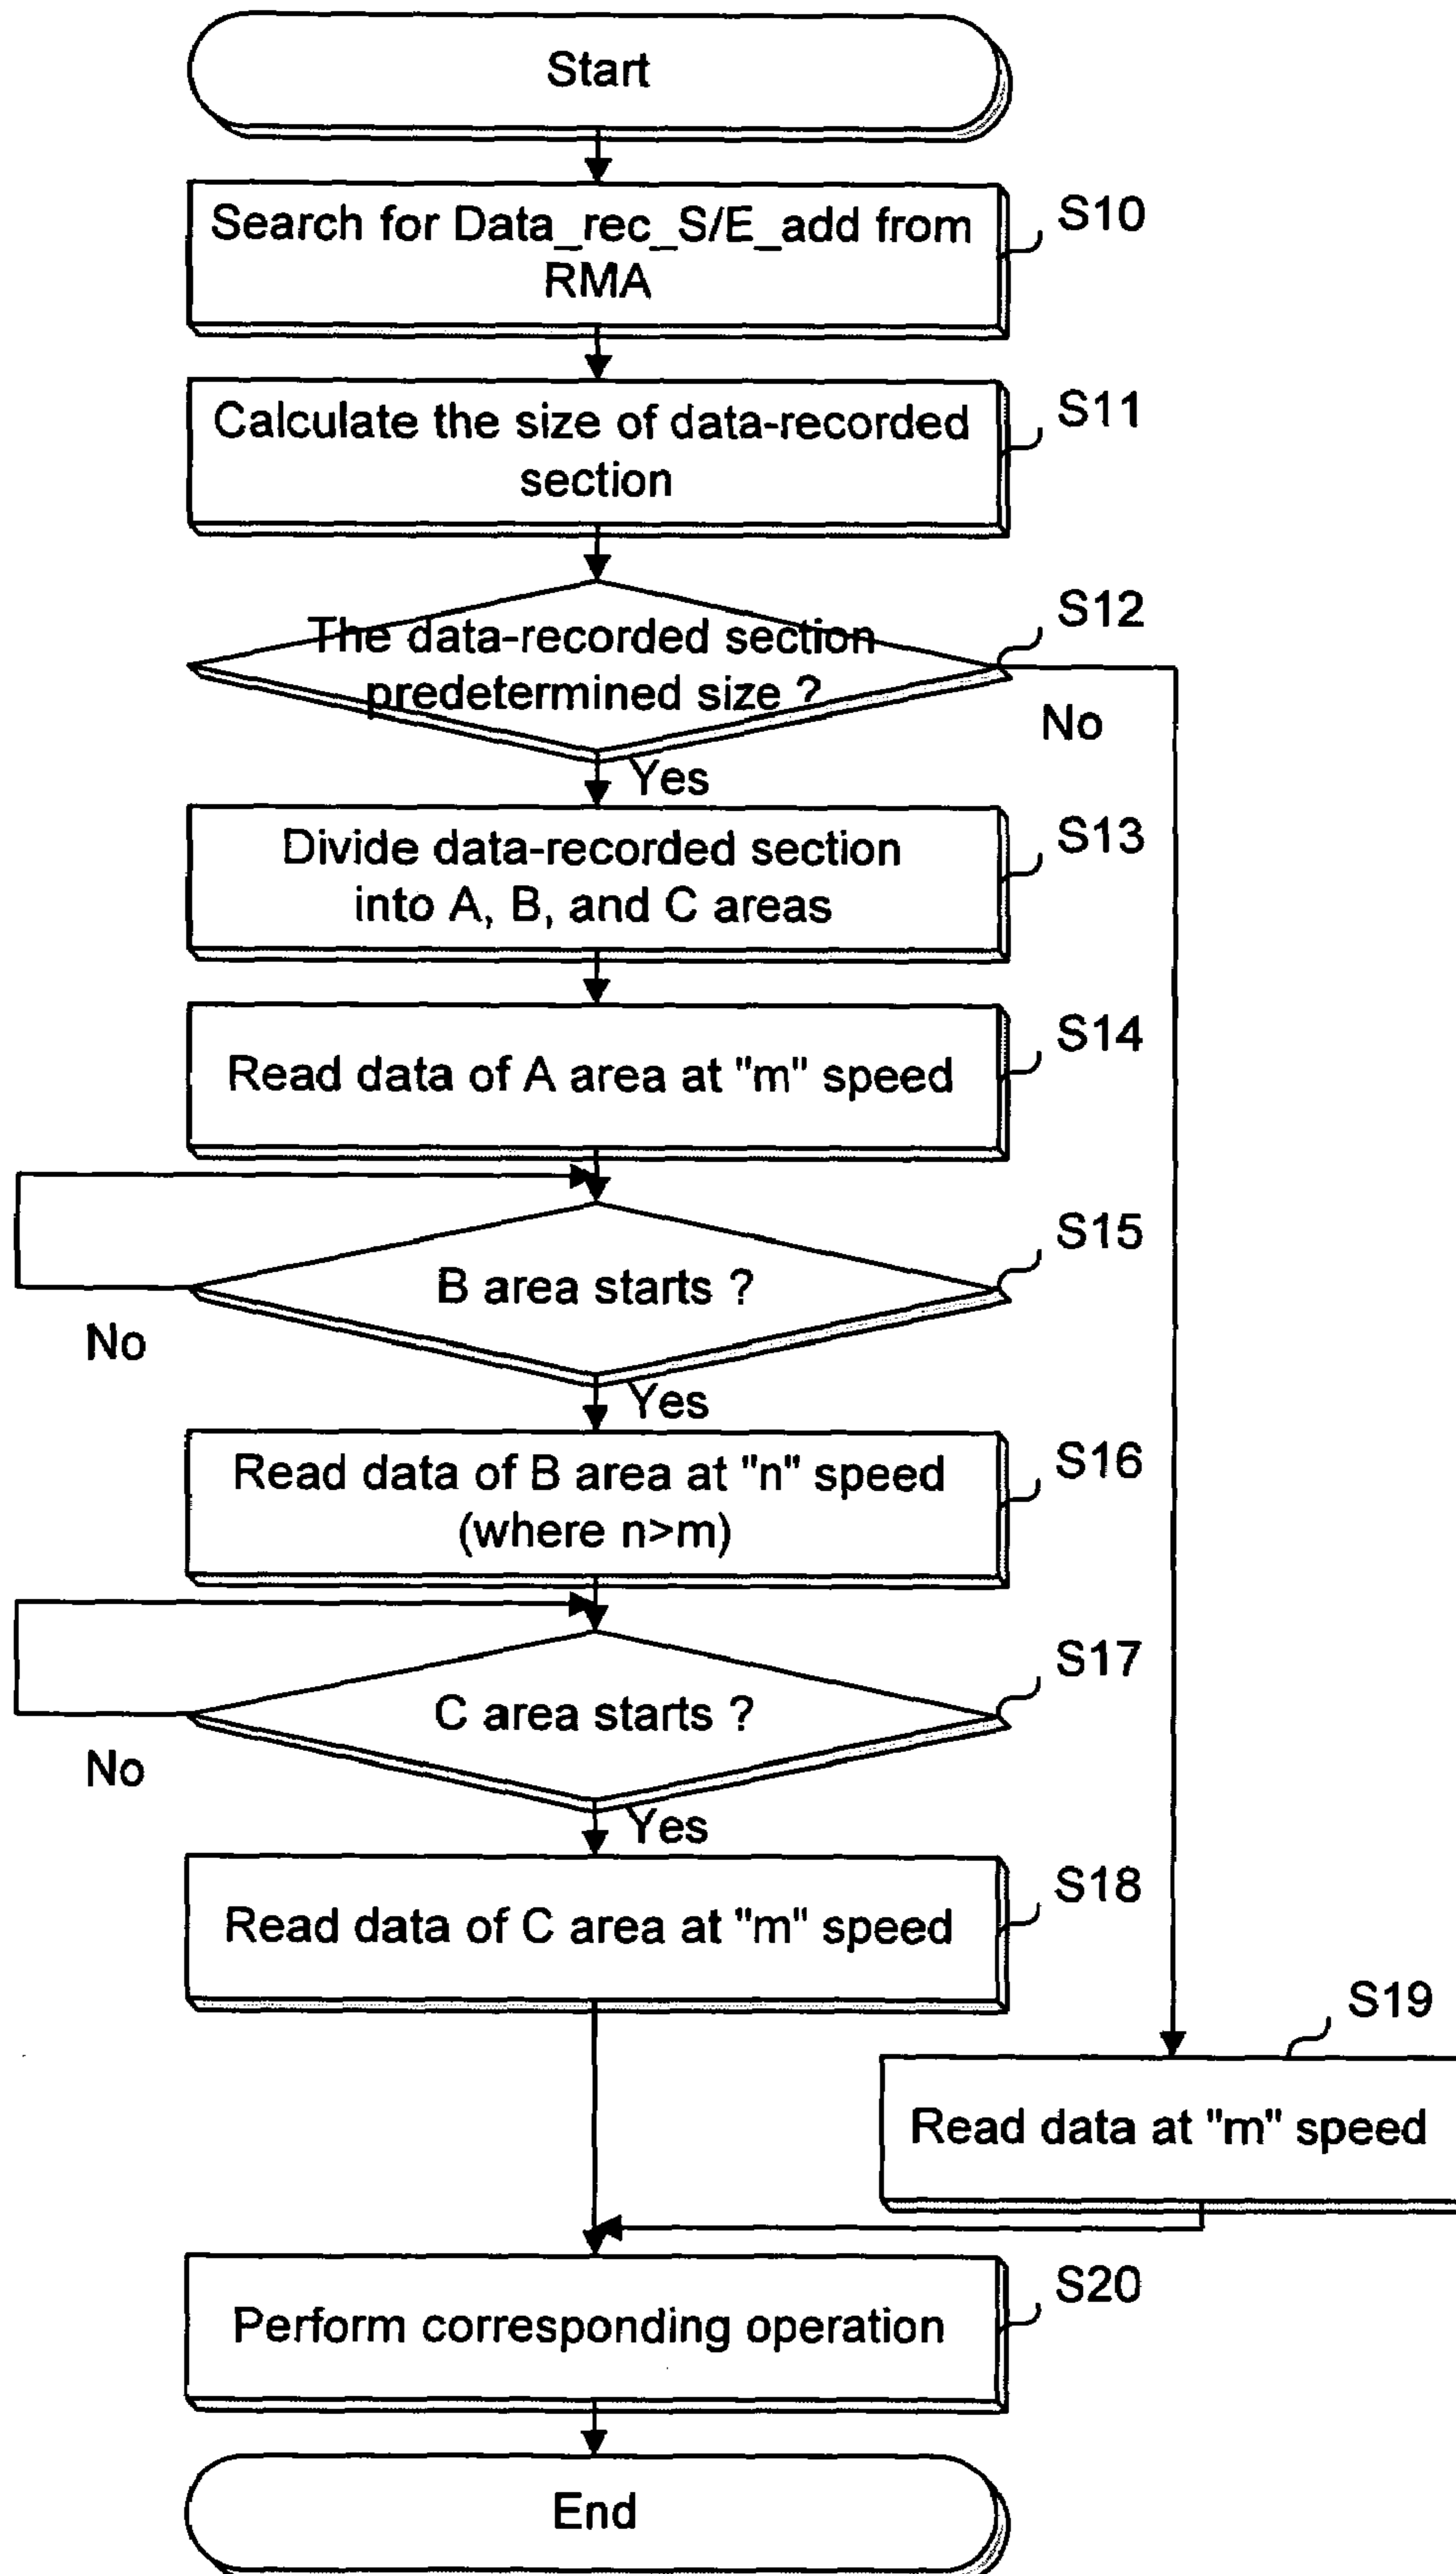 Start
Search for Data_rec_S/E_add from
RMA
S10
Calculate the size of data-recorded
section
S11
The data-recorded section
predetermined size ?
S12
No
Yes
Divide data-recorded section
into A, B, and C areas
S13
Read data of A area at "m" speed
S14
B area starts ?
S15
No
Yes
Read data of B area at "n" speed
(where n>m)
S16
C area starts ?
S17
No
Yes
Read data of C area at "m" speed
S18
S19
Read data at "m" speed
Perform corresponding operation
S20
End